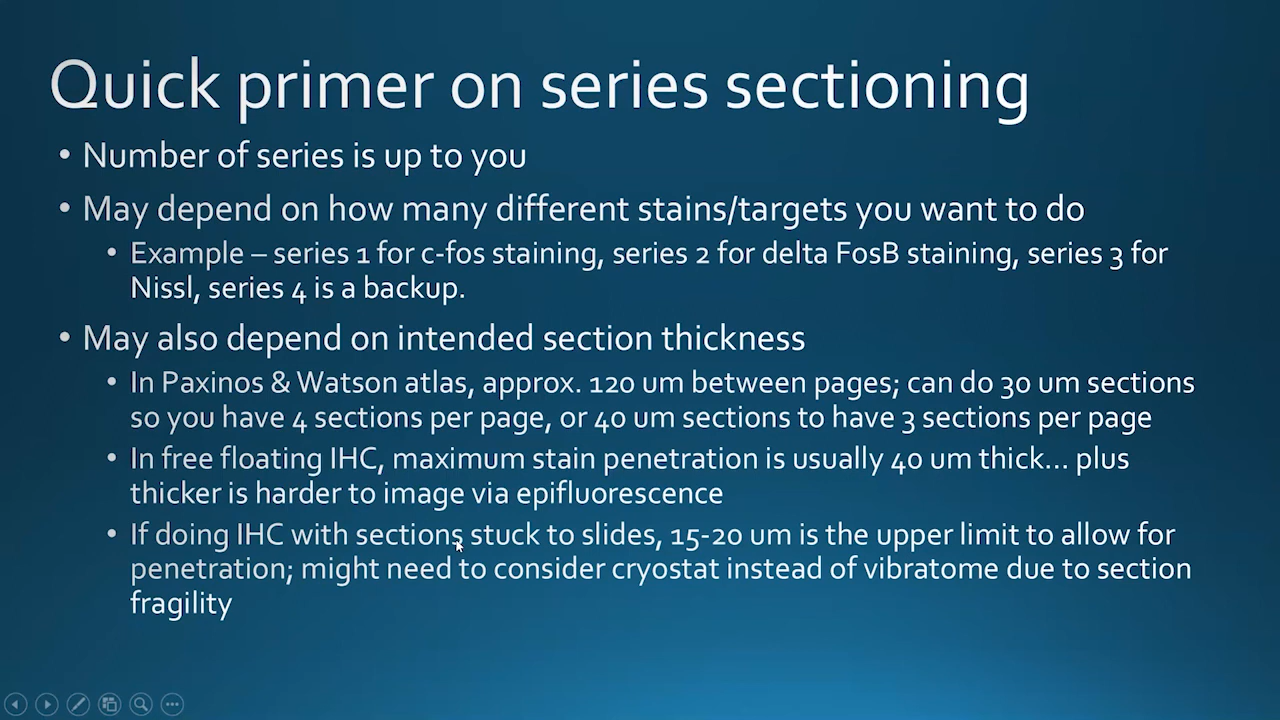 Quick primer on series sectioning
• Number of series is up to you
• May depend on how many different stains/targets you want to do
• Example – series 1 for c-fos staining, series 2 for delta FosB staining, series 3 for
Nissl, series 4 is a backup.
• May also depend on intended section thickness
• In Paxinos & Watson atlas, approx. 120 um between pages; can do 30 um sections
so you have 4 sections per page, or 40 um sections to have 3 sections per page
• In free floating IHC, maximum stain penetration is usually 40 um thick... plus
thicker is harder to image via epifluorescence
• If doing IHC with sections stuck to slides, 15-20 um is the upper limit to allow for
penetration; might need to consider cryostat instead of vibratome due to section
fragility